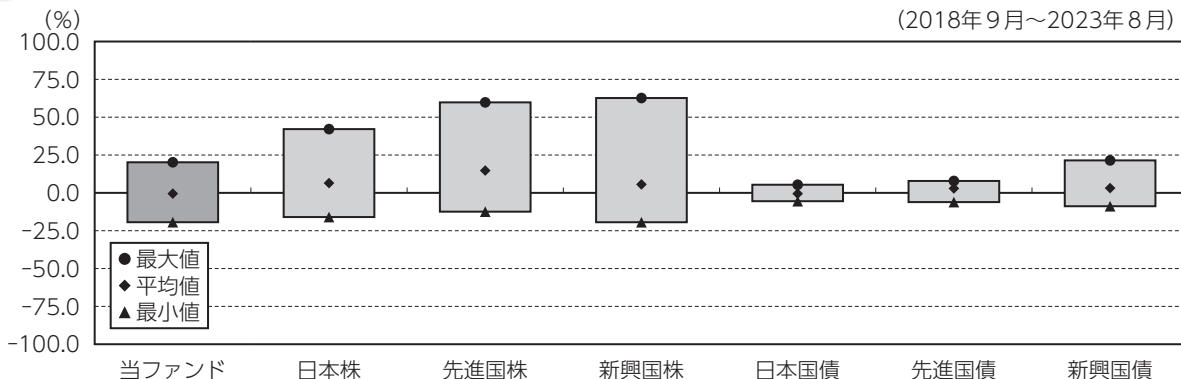 (%)
(2018年9月～2023年8月)
100.0
75.0
50.0
25.0
0.0
-25.0
-50.0
-75.0
-100.0
●最大値
◆平均値
▲最小値
当ファンド 日本株 先進国株 新興国株 日本国債 先進国債 新興国債